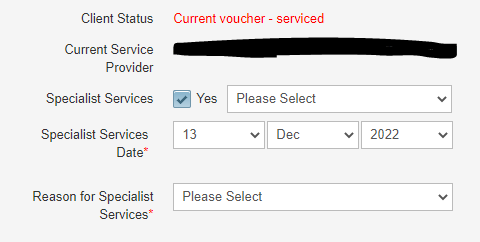 Client Status Current voucher - serviced
Current Service
Provider
Specialist Services Yes Please Select
Specialist Services
Date* 13 Dec 2022
Reason for Specialist
Services* Please Select